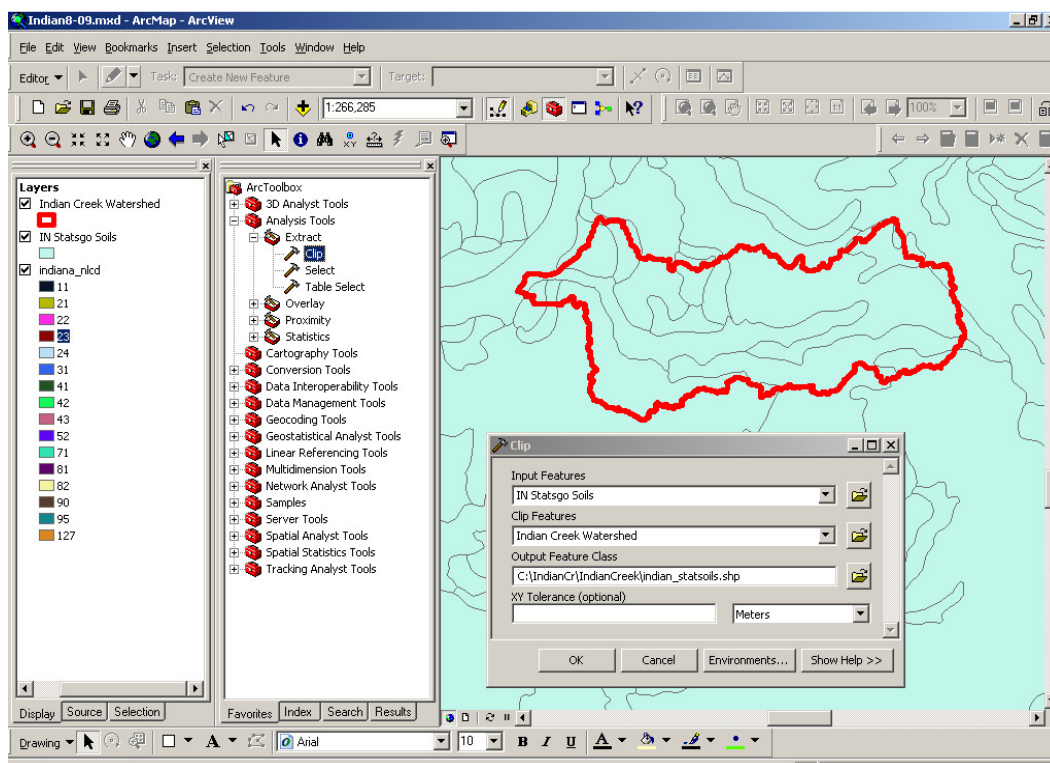 Indian8-09.mxd - ArcMap - ArcView
File Edit View Bookmarks Insert Selection Tools Window Help
Editor Task: Create New Feature Target:
1:266,285 100%
Layers
Indian Creek Watershed
IN Statsgo Soils
indiana_nlcd
11
21
22
23
24
31
41
42
43
52
71
81
82
90
95
127
Display Source Selection
ArcToolbox
3D Analyst Tools
Analysis Tools
Extract
Clip
Select
Table Select
Overlay
Proximity
Statistics
Cartography Tools
Conversion Tools
Data Interoperability Tools
Data Management Tools
Geocoding Tools
Geostatistical Analyst Tools
Linear Referencing Tools
Multidimension Tools
Network Analyst Tools
Samples
Server Tools
Spatial Analyst Tools
Spatial Statistics Tools
Tracking Analyst Tools
Favorites Index Search Results
Clip
Input Features
IN Statsgo Soils
Clip Features
Indian Creek Watershed
Output Feature Class
C:\IndianCr\IndianCreek\indian_statsoils.shp
XY Tolerance (optional)
Meters
OK Cancel Environments... Show Help >>
Drawing A Arial 10 B I U A